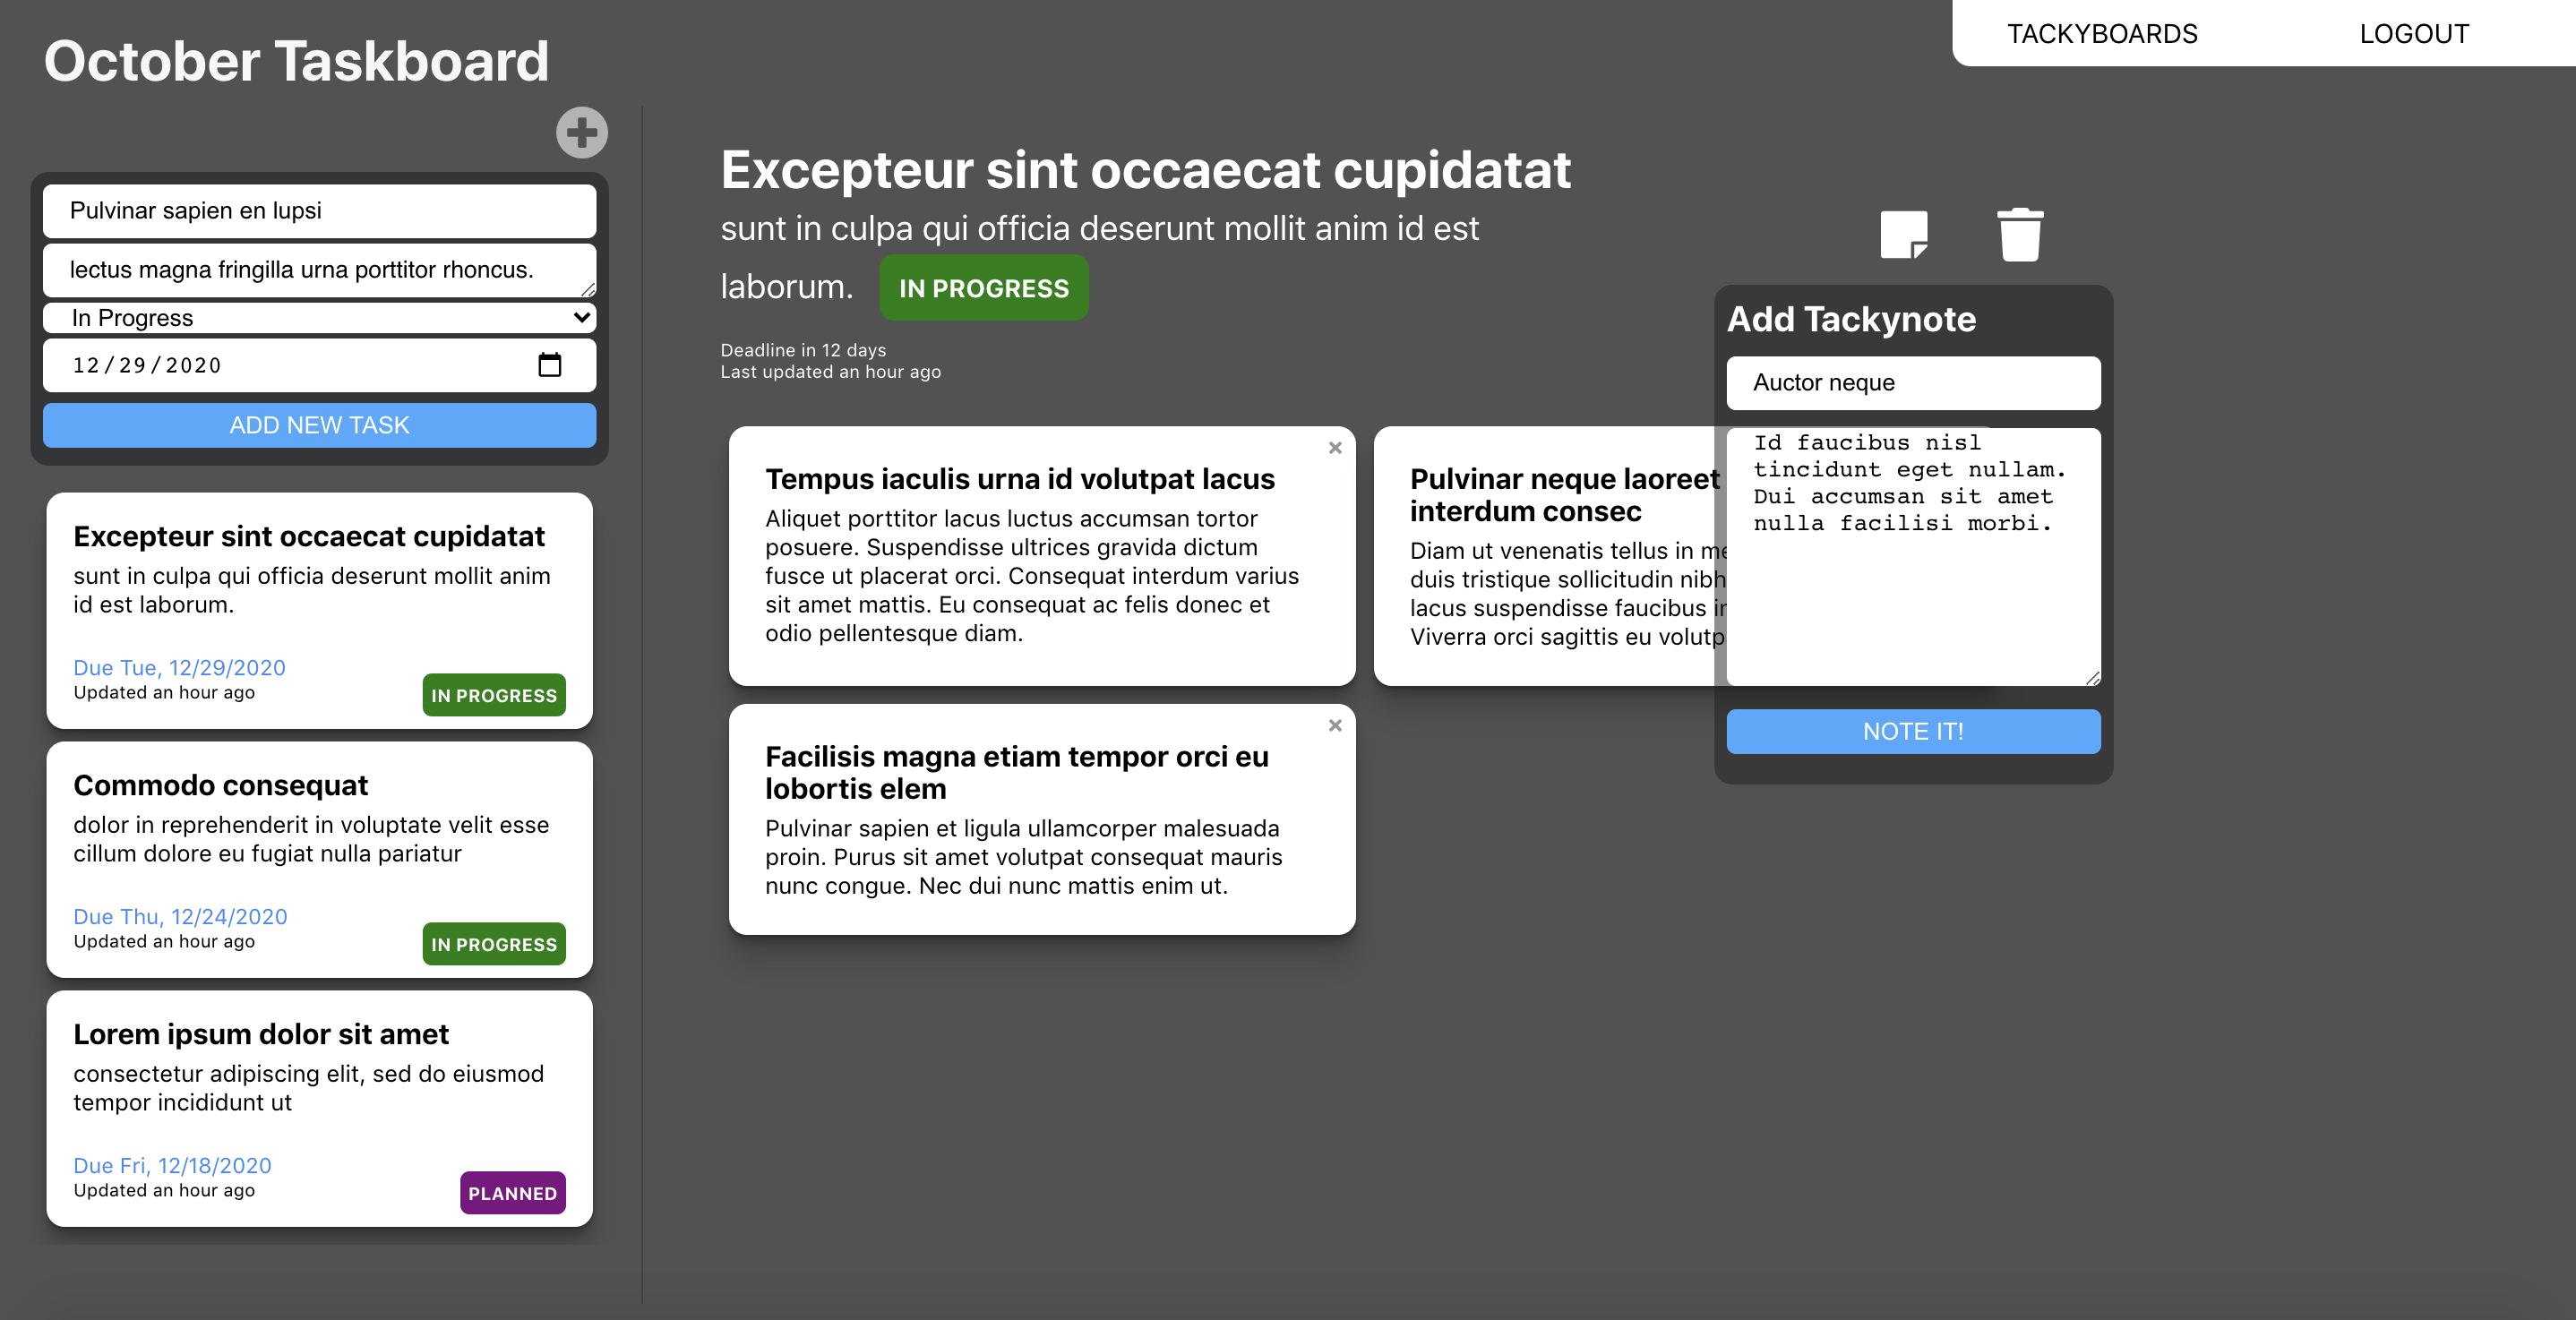 October Taskboard
TACKYBOARDS
LOGOUT
Pulvinar sapien en lupsi
lectus magna fringilla urna porttitor rhoncus.
In Progress
12/29/2020
ADD NEW TASK
Excepteur sint occaecat cupidatat
sunt in culpa qui officia deserunt mollit anim
id est laborum.
Due Tue, 12/29/2020
Updated an hour ago
IN PROGRESS
Commodo consequat
dolor in reprehenderit in voluptate velit esse
cillum dolore eu fugiat nulla pariatur
Due Thu, 12/24/2020
Updated an hour ago
IN PROGRESS
Lorem ipsum dolor sit amet
consectetur adipiscing elit, sed do eiusmod
tempor incididunt ut
Due Fri, 12/18/2020
Updated an hour ago
PLANNED
Excepteur sint occaecat cupidatat
sunt in culpa qui officia deserunt mollit anim id est
laborum. IN PROGRESS
Deadline in 12 days
Last updated an hour ago
Tempus iaculis urna id volutpat lacus
Aliquet porttitor lacus luctus accumsan tortor
posuere. Suspendisse ultrices gravida dictum
fusce ut placerat orci. Consequat interdum varius
sit amet mattis. Eu consequat ac felis donec et
odio pellentesque diam.
Pulvinar neque laoreet
interdum consec
Diam ut venenatis tellus in
duis tristique sollicitudin nibh
lacus suspendisse faucibus
Viverra orci sagittis eu
Facilisis magna etiam tempor orci eu
lobortis elem
Pulvinar sapien et ligula ullamcorper malesuada
proin. Purus sit amet volutpat consequat mauris
nunc congue. Nec dui nunc mattis enim ut.
Add Tackynote
Auctor neque
Id faucibus nisl
tincidunt eget nullam.
Dui accumsan sit amet
nulla facilisi morbi.
NOTE IT!